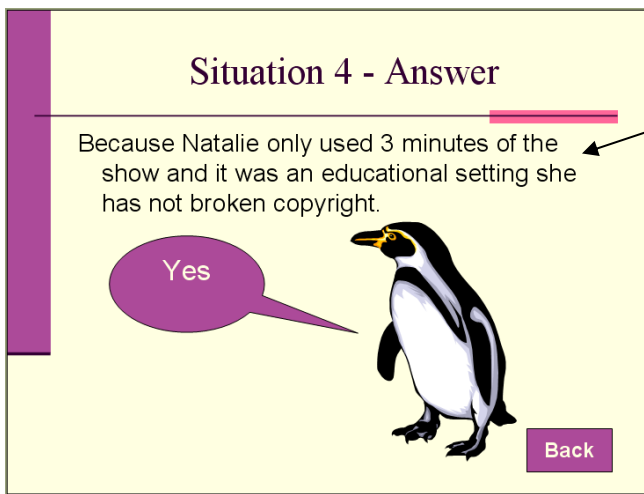 Situation 4 - Answer
Because Natalie only used 3 minutes of the
show and it was an educational setting she
has not broken copyright.
Yes
Back